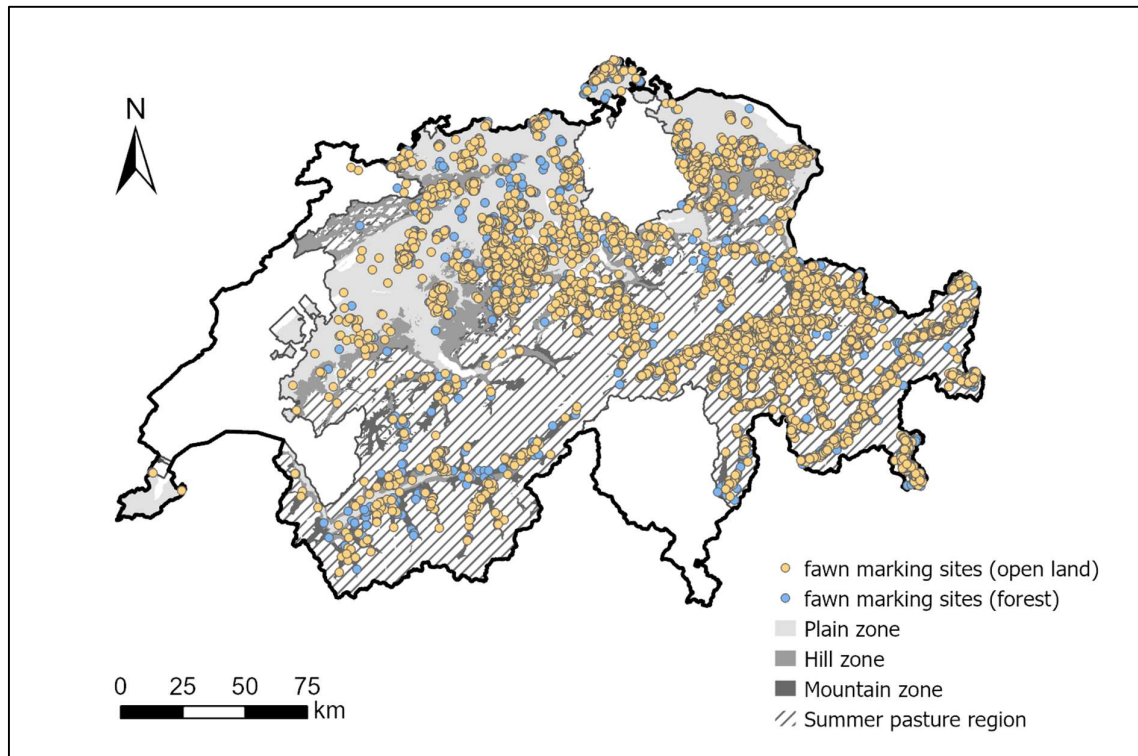 N
fawn marking sites (open land)
fawn marking sites (forest)
Plain zone
Hill zone
Mountain zone
Summer pasture region
0 25 50 75
km